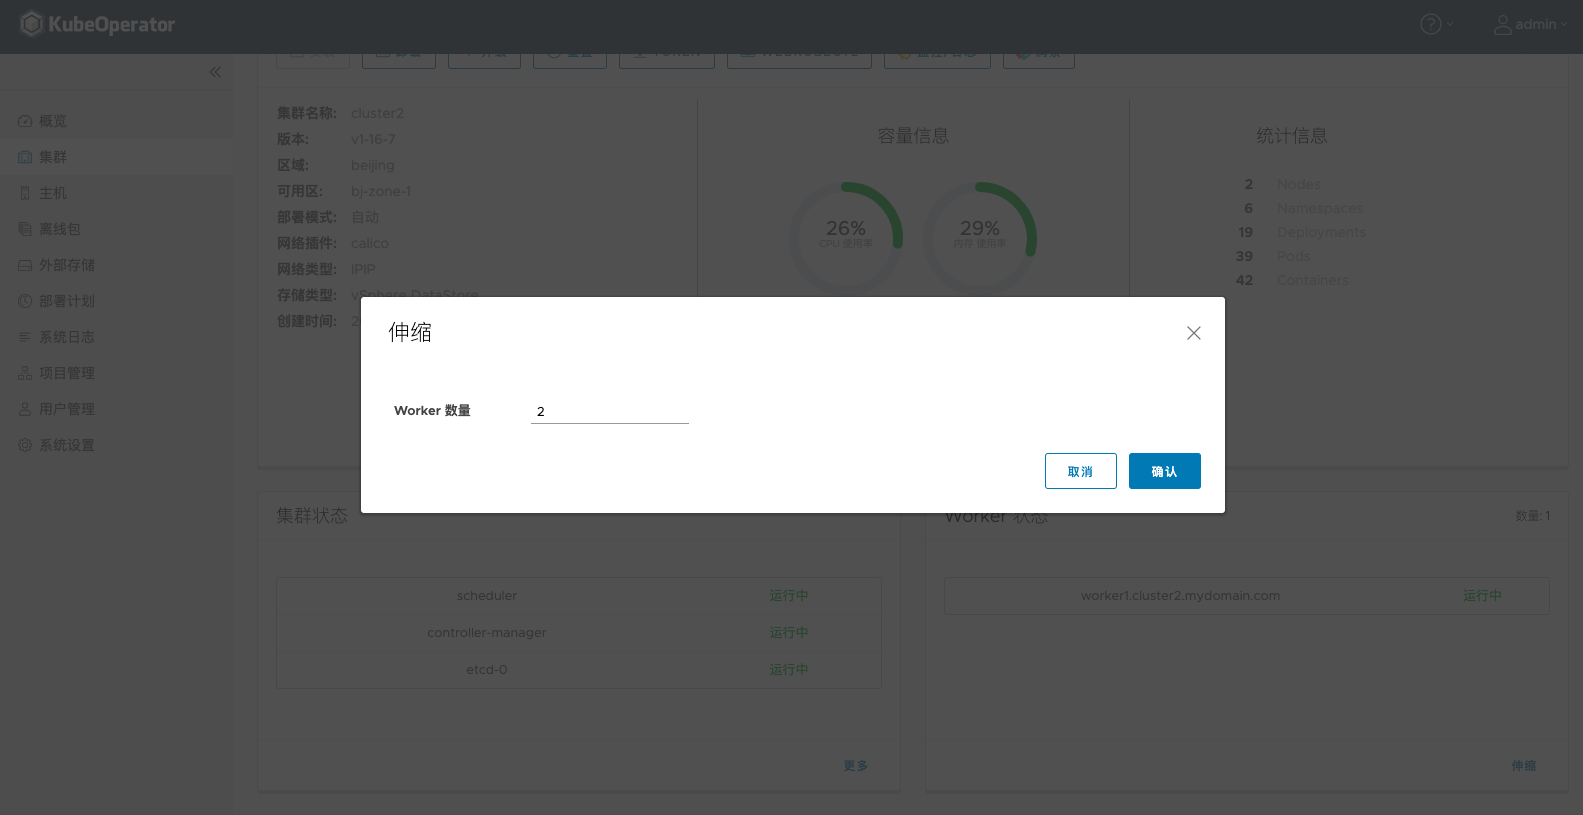 KubeOperator
admin
概览
集群
主机
离线包
外部存储
部署计划
系统日志
项目管理
用户管理
系统设置
集群名称: cluster2
版本: v1-16-7
区域: beijing
可用区: bj-zone-1
部署模式: 自动
网络插件: calico
网络类型: IPIP
存储类型: vSphere DataStore
创建时间: 2
容量信息
26%
CPU 使用率
29%
内存 使用率
统计信息
2 Nodes
6 Namespaces
19 Deployments
39 Pods
42 Containers
伸缩
Worker 数量 2
取消
确认
集群状态
scheduler 运行中
controller-manager 运行中
etcd-0 运行中
更多
Worker 状态
数量: 1
worker1.cluster2.mydomain.com 运行中
伸缩